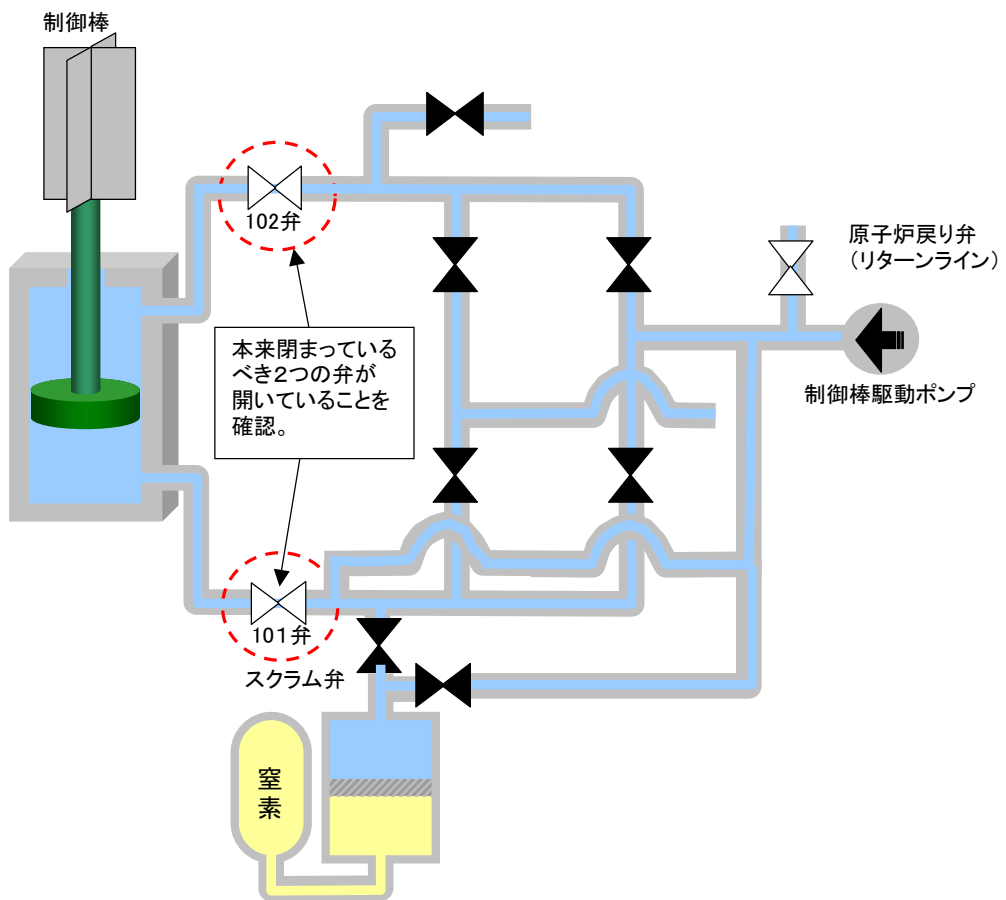 制御棒
102弁
原子炉戻り弁
(リターンライン)
本来閉まっている
べき2つの弁が
開いていることを
確認。
制御棒駆動ポンプ
101弁
スクラム弁
窒
素